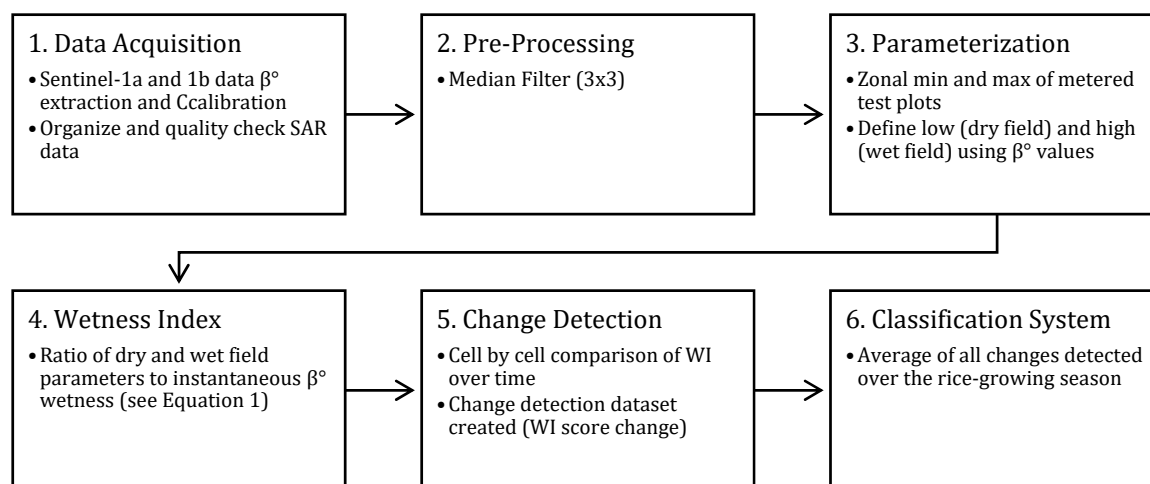 1. Data Acquisition
• Sentinel-1a and 1b data β°
extraction and Ccalibration
• Organize and quality check SAR
data
2. Pre-Processing
• Median Filter (3x3)
3. Parameterization
• Zonal min and max of metered
test plots
• Define low (dry field) and high
(wet field) using β° values
4. Wetness Index
• Ratio of dry and wet field
parameters to instantaneous β°
wetness (see Equation 1)
5. Change Detection
• Cell by cell comparison of WI
over time
• Change detection dataset
created (WI score change)
6. Classification System
• Average of all changes detected
over the rice-growing season